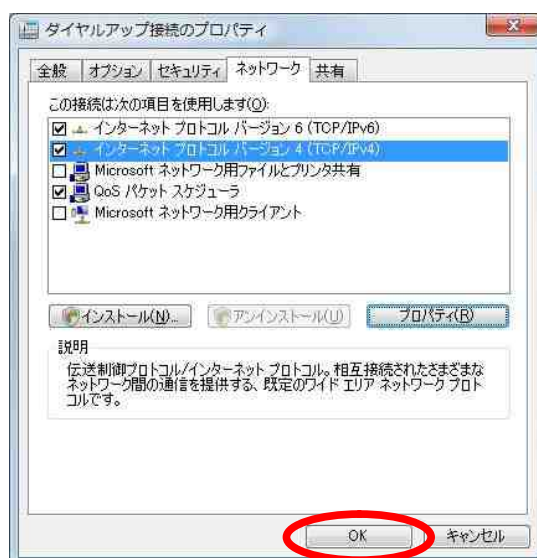 ダイヤルアップ接続のプロパティ
全般 オプション セキュリティ ネットワーク 共有
この接続は次の項目を使用します(O):
インターネット プロトコル バージョン 6 (TCP/IPv6)
インターネット プロトコル バージョン 4 (TCP/IPv4)
Microsoft ネットワーク用ファイルとプリンタ共有
QoS パケット スケジューラ
Microsoft ネットワーク用クライアント
インストール(N)... アンインストール(U) プロパティ(R)
説明
伝送制御プロトコル/インターネット プロトコル。相互接続されたさまざまな
ネットワーク間の通信を提供する、既定のワイド エリア ネットワーク プロト
コルです。
OK キャンセル